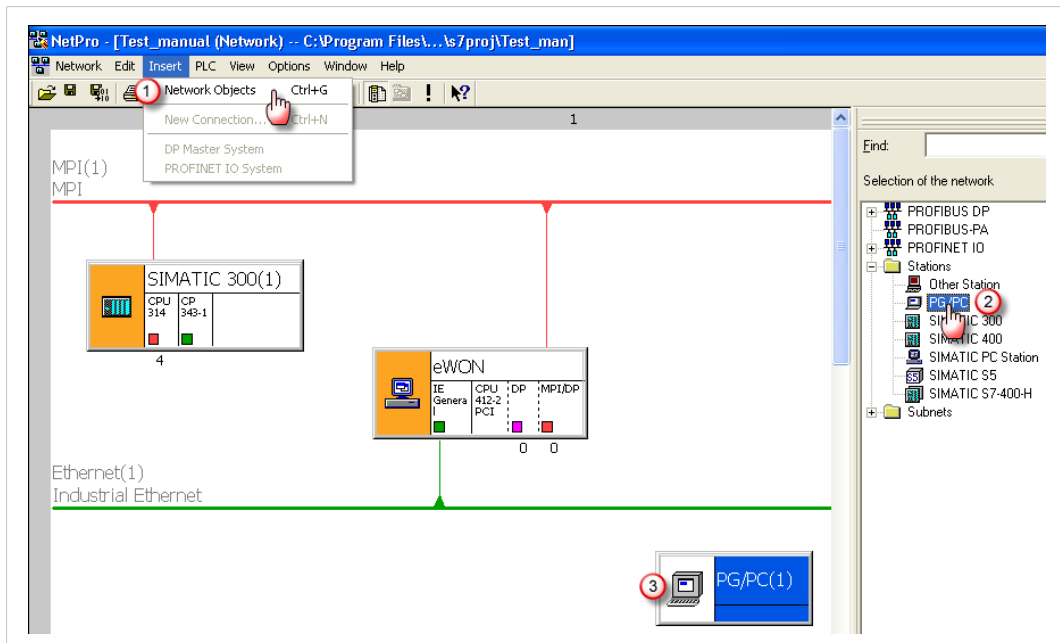 NetPro - [Test_manual (Network) -- C:\Program Files\...\s7proj\Test_man]
Network Edit Insert PLC View Options Window Help
1 Network Objects Ctrl+G
New Connection... Ctrl+N
DP Master System
PROFINET IO System
1
MPI(1)
MPI
SIMATIC 300(1)
CPU 314
CP 343-1
4
eWON
IE Genera l
CPU 412-2 PCI
DP
MPI/DP
0 0
Ethernet(1)
Industrial Ethernet
3 PG/PC(1)
Find:
Selection of the network
PROFIBUS DP
PROFIBUS-PA
PROFINET IO
Stations
Other Station
PG/PC 2
SIMATIC 300
SIMATIC 400
SIMATIC PC Station
S5 SIMATIC S5
SIMATIC S7-400-H
Subnets